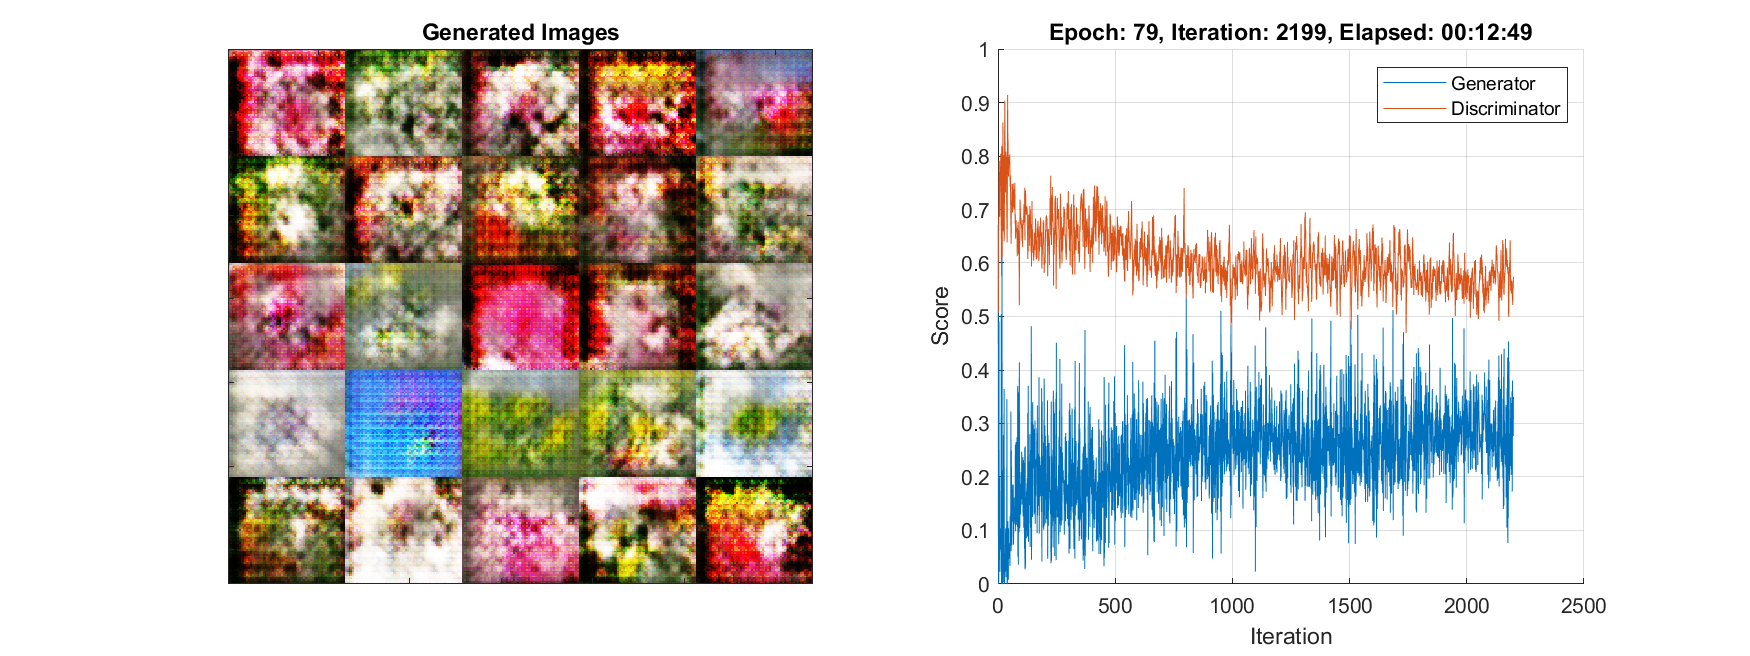 Generated Images
Epoch: 79, Iteration: 2199, Elapsed: 00:12:49
1
0.9
0.8
0.7
0.6
0.5
0.4
0.3
0.2
0.1
0
Score
Generator
Discriminator
0 500 1000 1500 2000 2500
Iteration